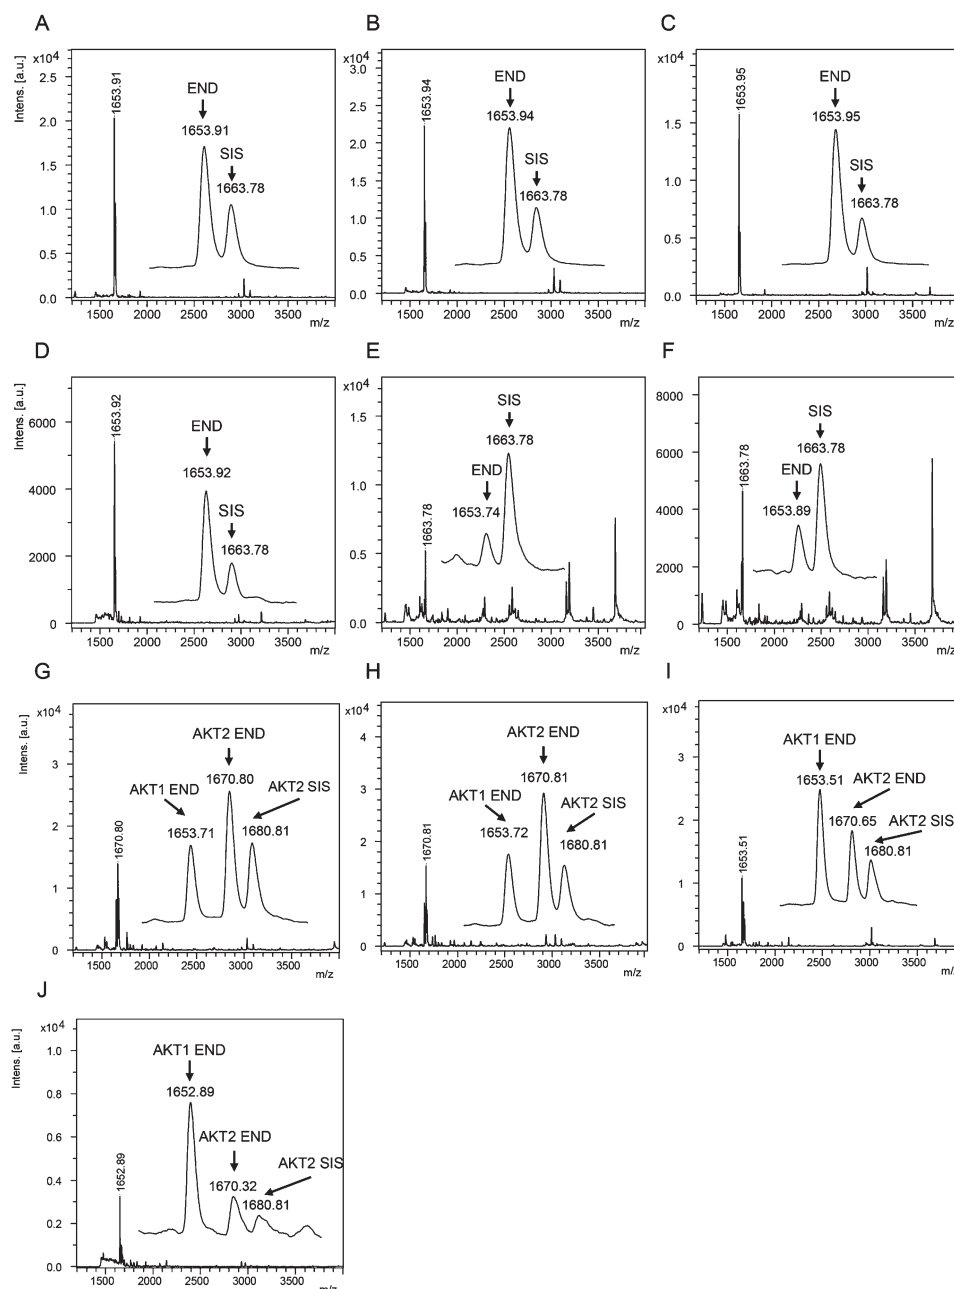 A
B
C
x10⁴
2.5
2.0
1.5
1.0
0.5
0.0
Intens. [a.u.]
1653.91
END
1653.91
SIS
1663.78
1500
2000
2500
3000
3500
m/z
x10⁴
3.0
2.5
2.0
1.5
1.0
0.5
0.0
1653.94
END
1653.94
SIS
1663.78
1500
2000
2500
3000
3500
m/z
x10⁴
2.0
1.5
1.0
0.5
0.0
1653.95
END
1653.95
SIS
1663.78
2000
2500
3000
3500
m/z
D
E
F
Intens. [a.u.]
6000
4000
2000
0
1653.92
END
1653.92
SIS
1663.78
1500
2000
2500
3000
3500
m/z
x10⁴
1.5
1.0
0.5
0.0
1663.78
SIS
1663.78
END
1653.74
1500
2000
2500
3000
3500
m/z
8000
6000
4000
2000
0
1663.78
SIS
1663.78
END
1653.89
1500
2000
2500
3000
3500
m/z
G
H
I
Intens. [a.u.]
x10⁴
3
2
1
0
1670.80
AKT2 END
1670.80
AKT1 END
1653.71
AKT2 SIS
1680.81
1500
2000
2500
3000
3500
m/z
x10⁴
4
3
2
1
0
1670.81
AKT2 END
1670.81
AKT1 END
1653.72
AKT2 SIS
1680.81
1500
2000
2500
3000
3500
m/z
x10⁴
3
2
1
0
1653.51
AKT1 END
1653.51
AKT2 END
1670.65
AKT2 SIS
1680.81
1500
2000
2500
3000
3500
m/z
J
Intens. [a.u.]
x10⁴
1.0
0.8
0.6
0.4
0.2
0.0
1652.89
AKT1 END
1652.89
AKT2 END
1670.32
AKT2 SIS
1680.81
1500
2000
2500
3000
3500
m/z